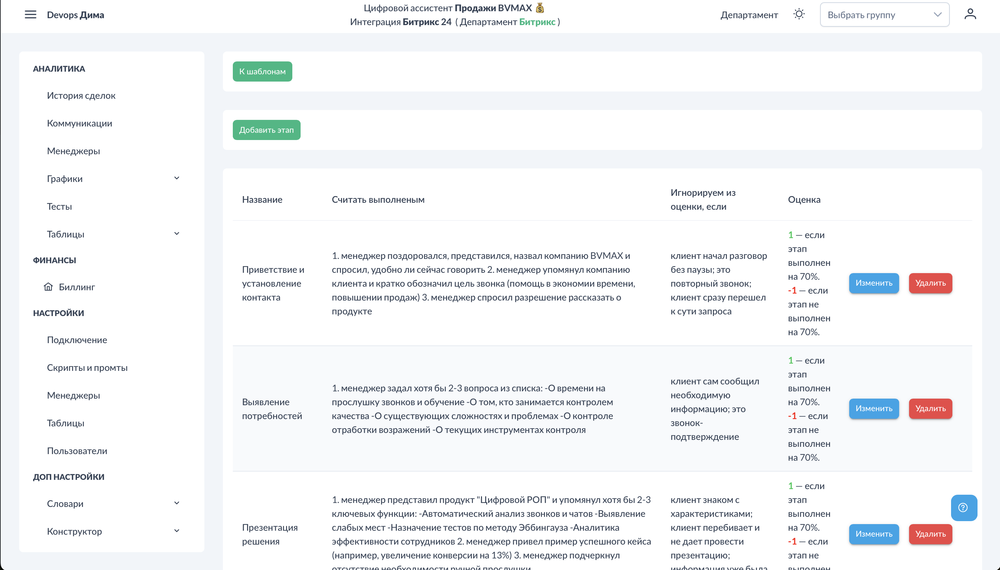 Devops Дима
Цифровой ассистент Продажи BVMAX 💰
Интеграция Битрикс 24 ( Департамент Битрикс )
Департамент
Выбрать группу
АНАЛИТИКА
История сделок
Коммуникации
Менеджеры
Графики
Тесты
Таблицы
ФИНАНСЫ
Биллинг
НАСТРОЙКИ
Подключение
Скрипты и промты
Менеджеры
Таблицы
Пользователи
ДОП НАСТРОЙКИ
Словари
Конструктор
К шаблонам
Добавить этап
Название
Считать выполненым
Игнорируем из
оценки, если
Оценка
Приветствие и
установление
контакта
1. менеджер поздоровался, представился, назвал компанию BVMAX и
спросил, удобно ли сейчас говорить 2. менеджер упомянул компанию
клиента и кратко обозначил цель звонка (помощь в экономии времени,
повышении продаж) 3. менеджер спросил разрешение рассказать о
продукте
клиент начал разговор
без паузы; это
повторный звонок;
клиент сразу перешел
к сути запроса
1 — если
этап
выполнен
на 70%.
-1 — если
этап не
выполнен
на 70%.
Изменить
Удалить
Выявление
потребностей
1. менеджер задал хотя бы 2-3 вопроса из списка: -О времени на
прослушку звонков и обучение -О том, кто занимается контролем
качества -О существующих сложностях и проблемах -О контроле
отработки возражений -О текущих инструментах контроля
клиент сам сообщил
необходимую
информацию; это
звонок-
подтверждение
1 — если
этап
выполнен
на 70%.
-1 — если
этап не
выполнен
на 70%.
Изменить
Удалить
Презентация
решения
1. менеджер представил продукт "Цифровой РОП" и упомянул хотя бы 2-3
ключевых функции: -Автоматический анализ звонков и чатов -Выявление
слабых мест -Назначение тестов по методу Эббингауза -Аналитика
эффективности сотрудников 2. менеджер привел пример успешного кейса
(например, увеличение конверсии на 13%) 3. менеджер подчеркнул
отсутствие необходимости ручной прослушки
клиент знаком с
характеристиками;
клиент перебивает и
не дает провести
презентацию;
информация уже была
1 — если
этап
выполнен
на 70%.
-1 — если
этап не
выполнен
Изменить
Удалить